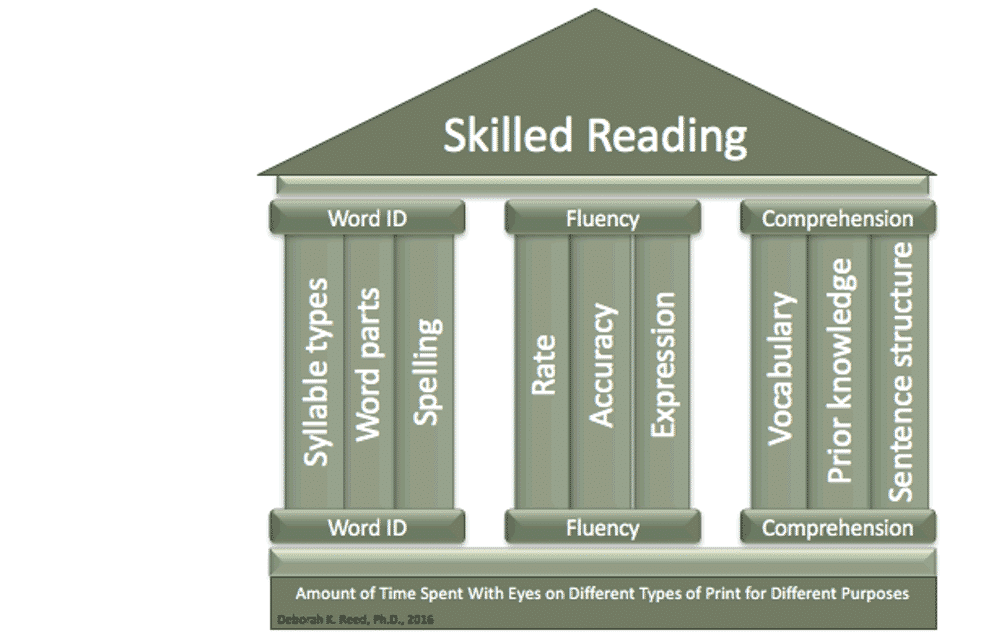 Skilled Reading
Word ID
Fluency
Comprehension
Syllable types
Word parts
Spelling
Rate
Accuracy
Expression
Vocabulary
Prior knowledge
Sentence structure
Word ID
Fluency
Comprehension
Amount of Time Spent With Eyes on Different Types of Print for Different Purposes
Deborah K. Reed, Ph.D., 2016